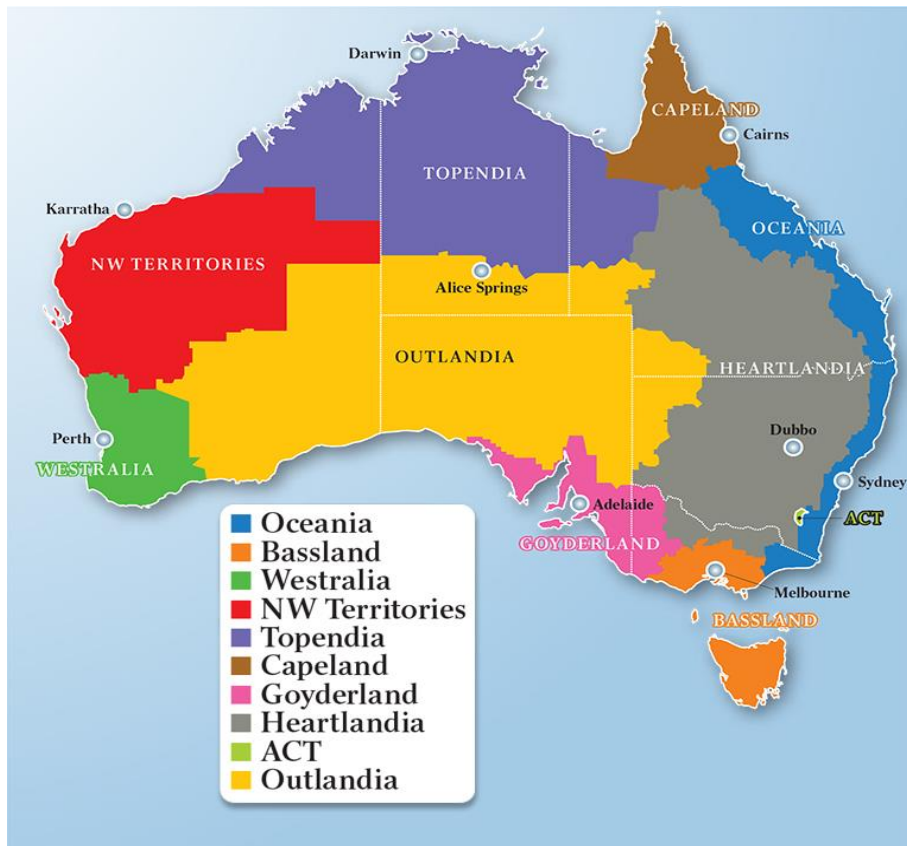 Darwin
CAPELAND
Cairns
TOPENDIA
Karratha
OCEANIA
NW TERRITORIES
Alice Springs
OUTLANDIA
HEARTLANDIA
Dubbo
Perth
WESTRALIA
Sydney
Adelaide
ACT
GOYDERLAND
Melbourne
BASSLAND
Oceania
Bassland
Westralia
NW Territories
Topendia
Capeland
Goyderland
Heartlandia
ACT
Outlandia